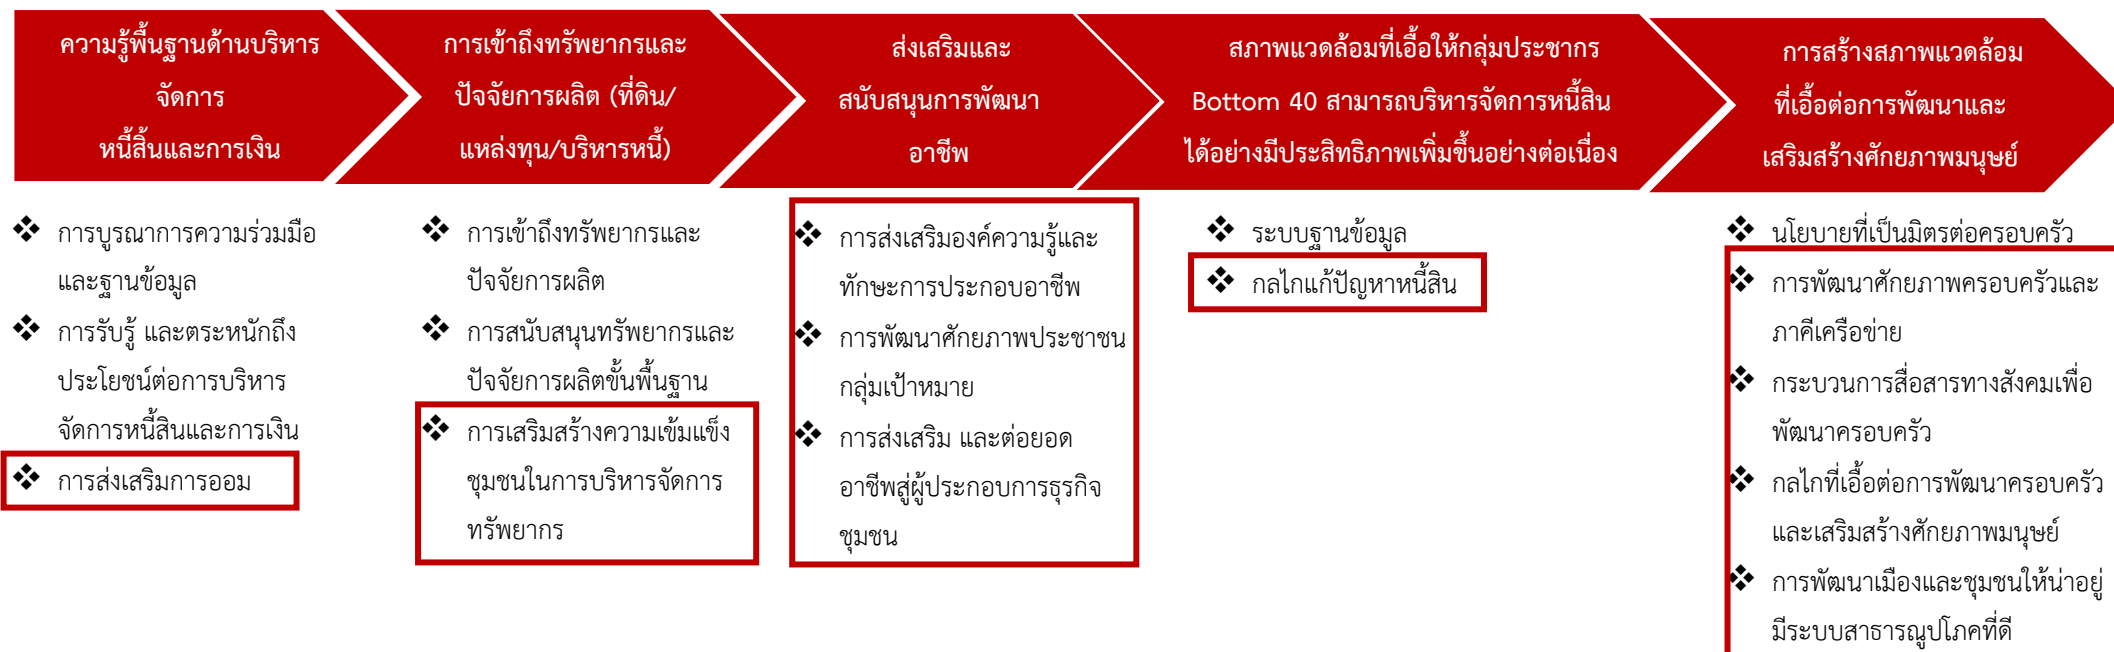 ความรู้พื้นฐานด้านบริหาร
จัดการ
หนี้สิ้นและการเงิน
การเข้าถึงทรัพยากรและ
ปัจจัยการผลิต (ที่ดิน/
แหล่งทุน/บริหารหนี้)
ส่งเสริมและ
สนับสนุนการพัฒนา
อาชีพ
สภาพแวดล้อมที่เอื้อให้กลุ่มประชากร
Bottom 40 สามารถบริหารจัดการหนี้สิน
ได้อย่างมีประสิทธิภาพเพิ่มขึ้นอย่างต่อเนื่อง
การสร้างสภาพแวดล้อม
ที่เอื้อต่อการพัฒนาและ
เสริมสร้างศักยภาพมนุษย์
❖ การบูรณาการความร่วมมือ
และฐานข้อมูล
❖ การรับรู้ และตระหนักถึง
ประโยชน์ต่อการบริหาร
จัดการหนี้สินและการเงิน
❖ การส่งเสริมการออม
❖ การเข้าถึงทรัพยากรและ
ปัจจัยการผลิต
❖ การสนับสนุนทรัพยากรและ
ปัจจัยการผลิตขั้นพื้นฐาน
❖ การเสริมสร้างความเข้มแข็ง
ชุมชนในการบริหารจัดการ
ทรัพยากร
❖ การส่งเสริมองค์ความรู้และ
ทักษะการประกอบอาชีพ
❖ การพัฒนาศักยภาพประชาชน
กลุ่มเป้าหมาย
❖ การส่งเสริม และต่อยอด
อาชีพสู่ผู้ประกอบการธุรกิจ
ชุมชน
❖ ระบบฐานข้อมูล
❖ กลไกแก้ปัญหาหนี้สิน
❖ นโยบายที่เป็นมิตรต่อครอบครัว
❖ การพัฒนาศักยภาพครอบครัวและ
ภาคีเครือข่าย
❖ กระบวนการสื่อสารทางสังคมเพื่อ
พัฒนาครอบครัว
❖ กลไกที่เอื้อต่อการพัฒนาครอบครัว
และเสริมสร้างศักยภาพมนุษย์
❖ การพัฒนาเมืองและชุมชนให้น่าอยู่
มีระบบสาธารณูปโภคที่ดี